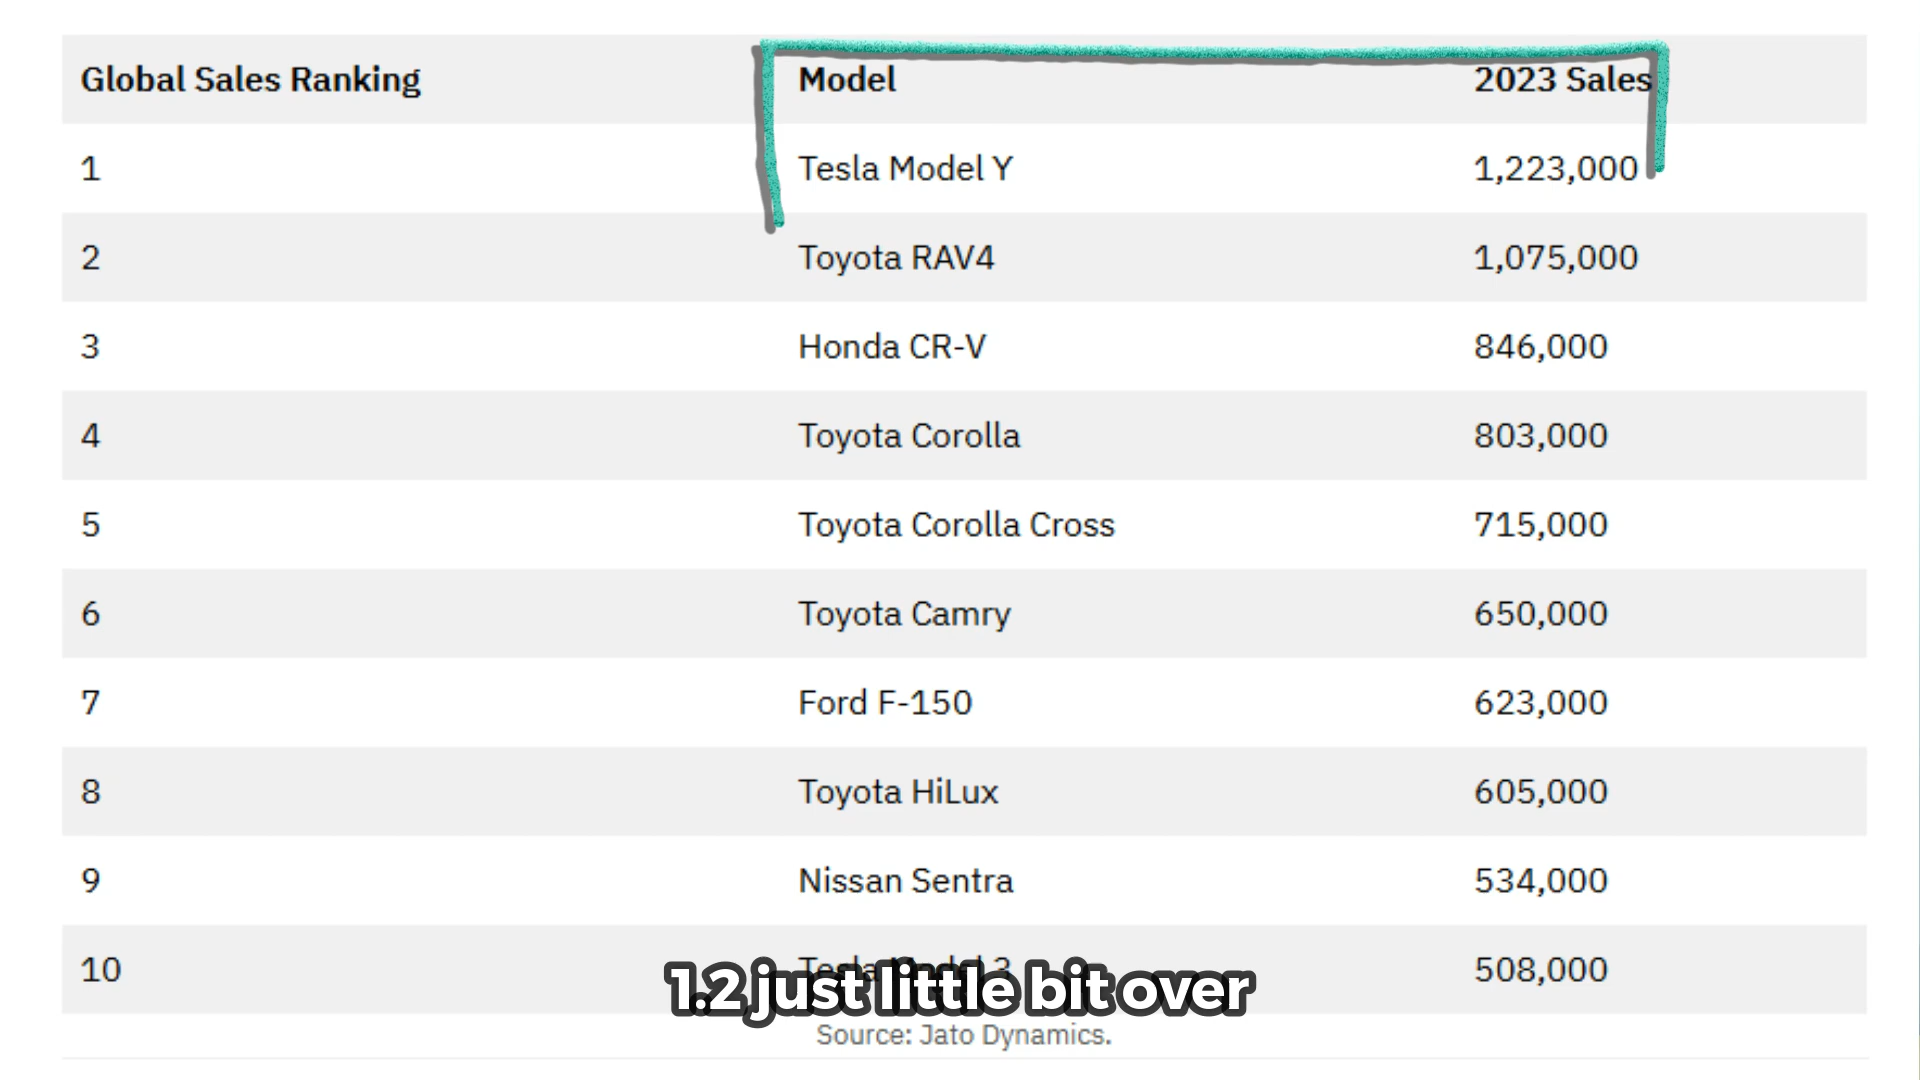 Global Sales Ranking Model 2023 Sales
1 Tesla Model Y 1,223,000
2 Toyota RAV4 1,075,000
3 Honda CR-V 846,000
4 Toyota Corolla 803,000
5 Toyota Corolla Cross 715,000
6 Toyota Camry 650,000
7 Ford F-150 623,000
8 Toyota HiLux 605,000
9 Nissan Sentra 534,000
10 Tesla Model 3 508,000
1.2 just little bit over
Source: Jato Dynamics.